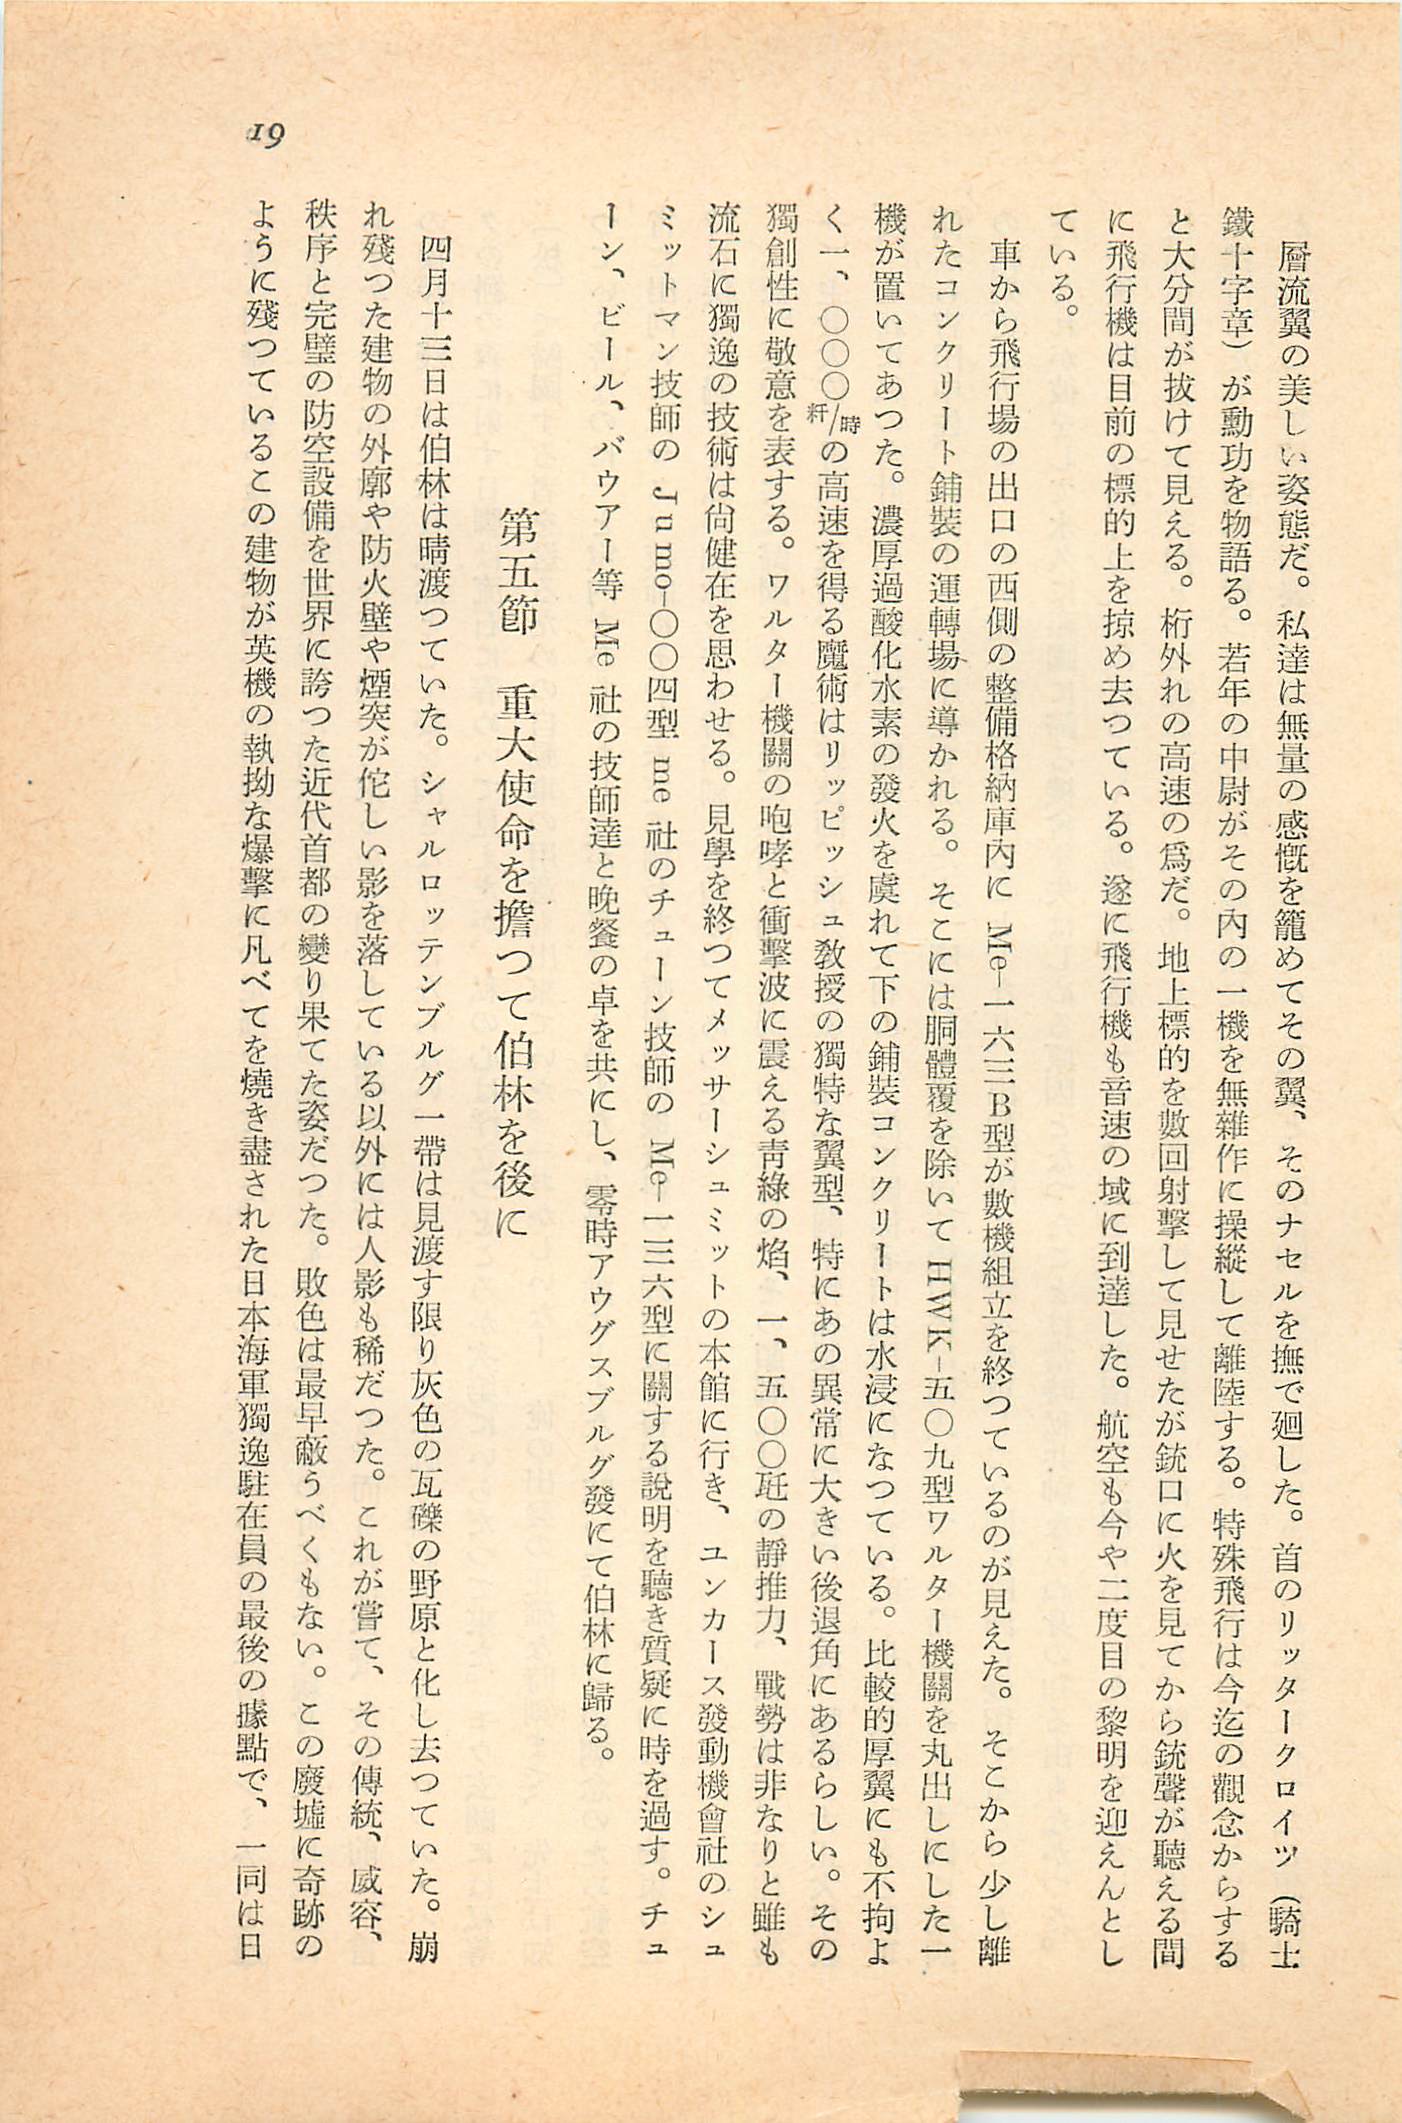 層流翼の美しい姿態だ。私達は無量の感慨を籠めてその翼、そのナセルを撫で廻した。首のリッタークロイツ（騎士
鐵十字章）が勳功を物語る。若年の中尉がその內の一機を無雜作に操縱して離陸する。特殊飛行は今迄の觀念からする
と大分間が抜けて見える。桁外れの高速の爲だ。地上標的を數回射擊して見せたが銃口に火を見てから銃聲が聽える間
に飛行機は目前の標的上を掠め去つている。遂に飛行機も音速の域に到達した。航空も今や二度目の黎明を迎えんとし
ている。
車から飛行場の出口の西側の整備格納庫內に Me–一六三B型が數機組立を終つているのが見えた。そこから少し離
れたコンクリート鋪裝の運轉場に導かれる。そこには胴體覆を除いて HWK–五〇九型ワルター機關を丸出しにした一
機が置いてあつた。濃厚過酸化水素の發火を虞れて下の鋪裝コンクリートは水浸になつている。比較的厚翼にも不拘よ
く一、〇〇〇粁/時の高速を得る魔術はリッピッシュ敎授の獨特な翼型、特にあの異常に大きい後退角にあるらしい。その
獨創性に敬意を表する。ワルター機關の咆哮と衝擊波に震える靑綠の焰、一、五〇〇瓩の靜推力、戰勢は非なりと雖も
流石に獨逸の技術は尙健在を思わせる。見學を終つてメッサーシュミットの本館に行き、ユンカース發動機會社のシュ
ミットマン技師の Jumo–〇〇四型 me 社のチューン技師の Me–一三六型に關する說明を聽き質疑に時を過す。チュ
ーン、ビール、バウアー等 Me 社の技師達と晚餐の卓を共にし、零時アウグスブルグ發にて伯林に歸る。
第五節　重大使命を擔つて伯林を後に
四月十三日は伯林は晴渡つていた。シャルロッテンブルグ一帶は見渡す限り灰色の瓦礫の野原と化し去つていた。崩
れ殘つた建物の外廓や防火壁や煙突が佗しい影を落している以外には人影も稀だつた。これが嘗て、その傳統、威容、
秩序と完璧の防空設備を世界に誇つた近代首都の變り果てた姿だつた。敗色は最早蔽うべくもない。この廢墟に奇跡の
ように殘つているこの建物が英機の執拗な爆擊に凡べてを燒き盡された日本海軍獨逸駐在員の最後の據點で、一同は日
19